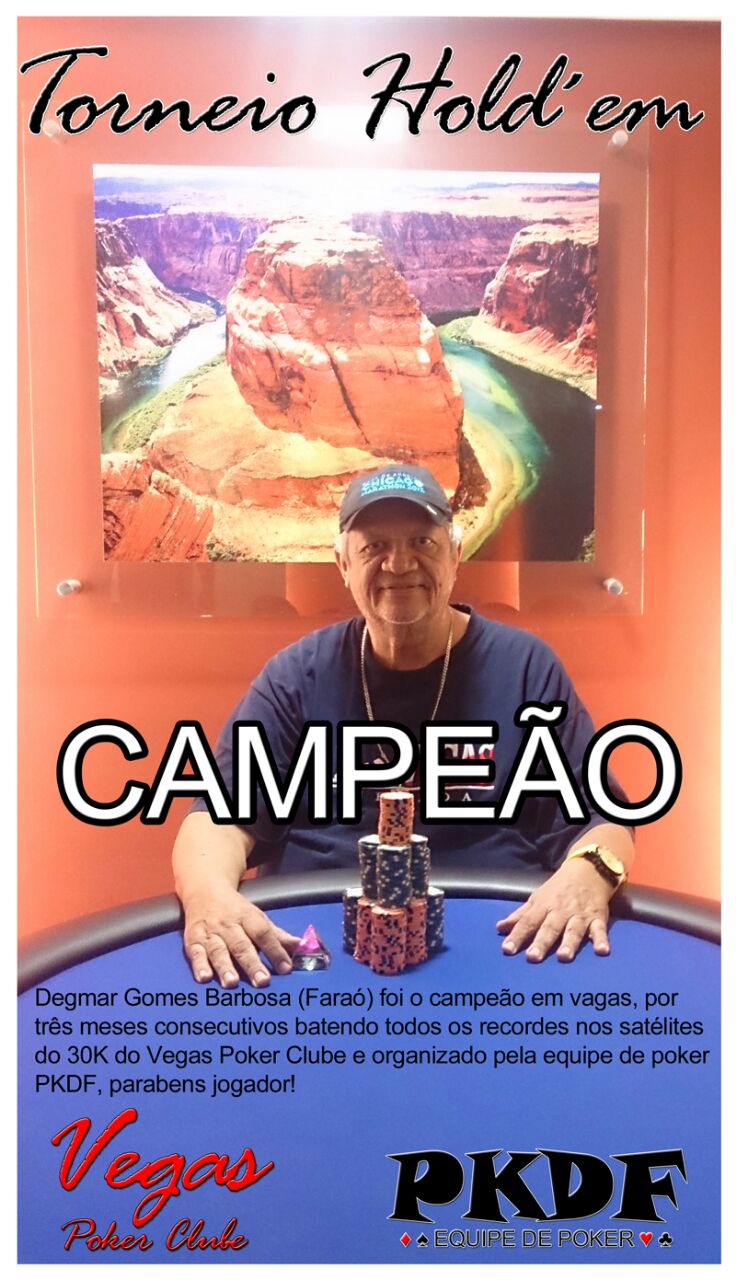 Torneio Hold´em
CHICAGO
MARATHON
CAMPEÃO
Degmar Gomes Barbosa (Faraó) foi o campeão em vagas, por
três meses consecutivos batendo todos os recordes nos satélites
do 30K do Vegas Poker Clube e organizado pela equipe de poker
PKDF, parabens jogador!
Vegas
Poker Clube
PKDF
EQUIPE DE POKER